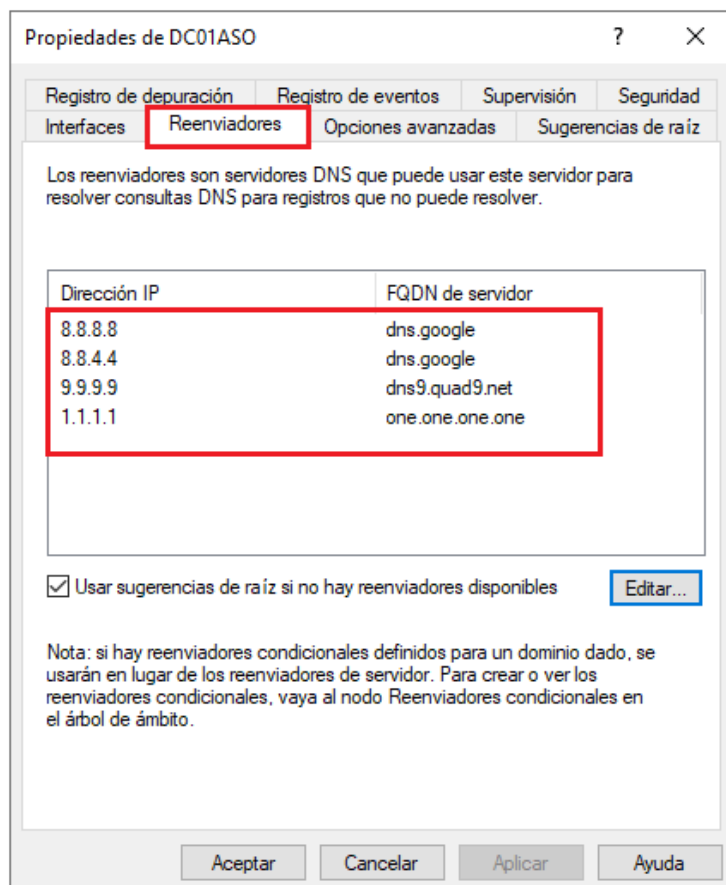 Propiedades de DC01ASO ? ×
Registro de depuración Registro de eventos Supervisión Seguridad
Interfaces Reenviadores Opciones avanzadas Sugerencias de raíz
Los reenviadores son servidores DNS que puede usar este servidor para
resolver consultas DNS para registros que no puede resolver.
Dirección IP FQDN de servidor
8.8.8.8 dns.google
8.8.4.4 dns.google
9.9.9.9 dns9.quad9.net
1.1.1.1 one.one.one.one
Usar sugerencias de raíz si no hay reenviadores disponibles Editar...
Nota: si hay reenviadores condicionales definidos para un dominio dado, se
usarán en lugar de los reenviadores de servidor. Para crear o ver los
reenviadores condicionales, vaya al nodo Reenviadores condicionales en
el árbol de ámbito.
Aceptar Cancelar Aplicar Ayuda